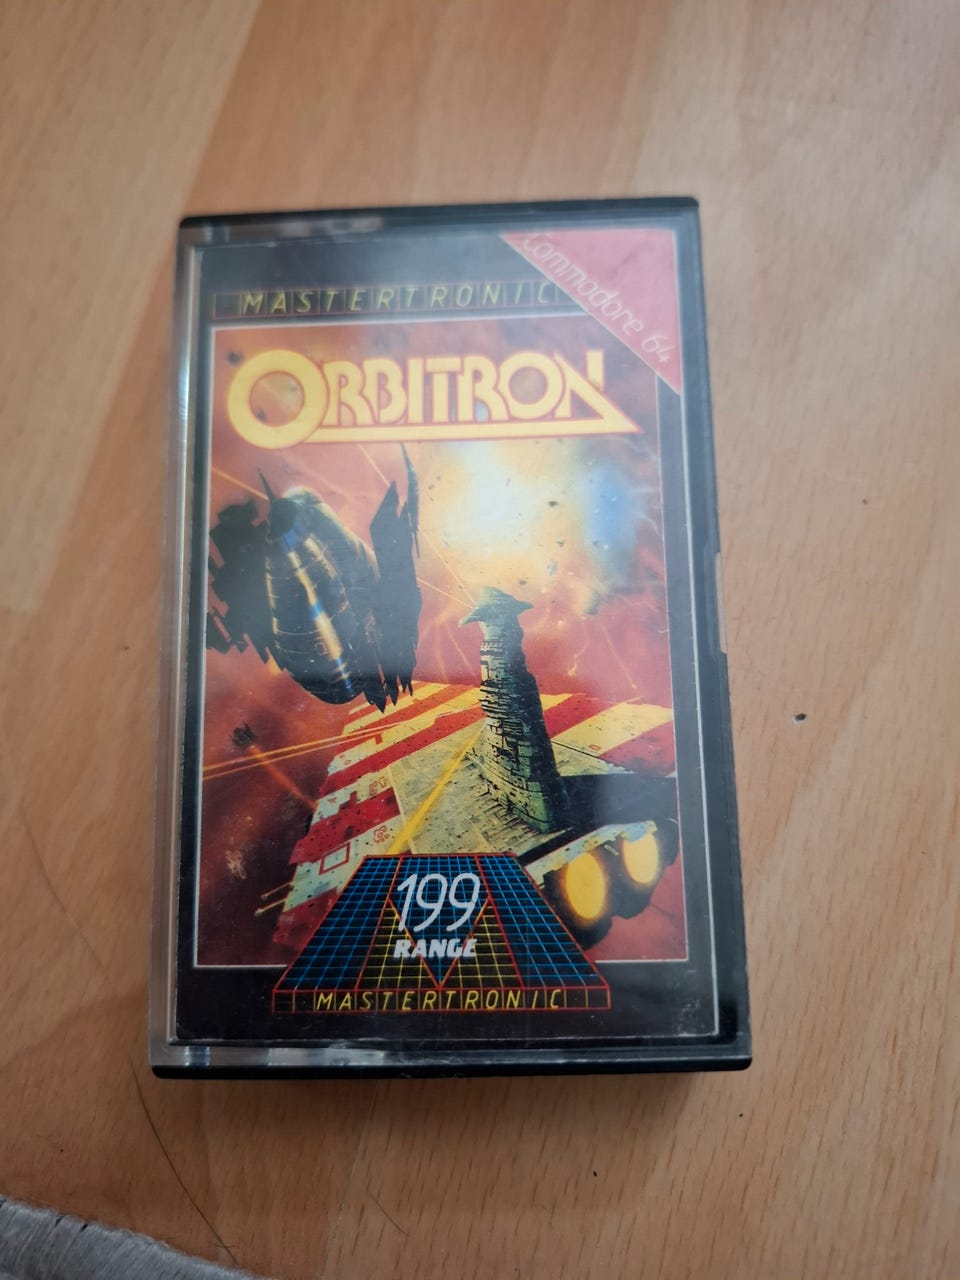 MASTERTRONIC
Commodore 64
ORBITRON
199
RANGE
MASTERTRONIC